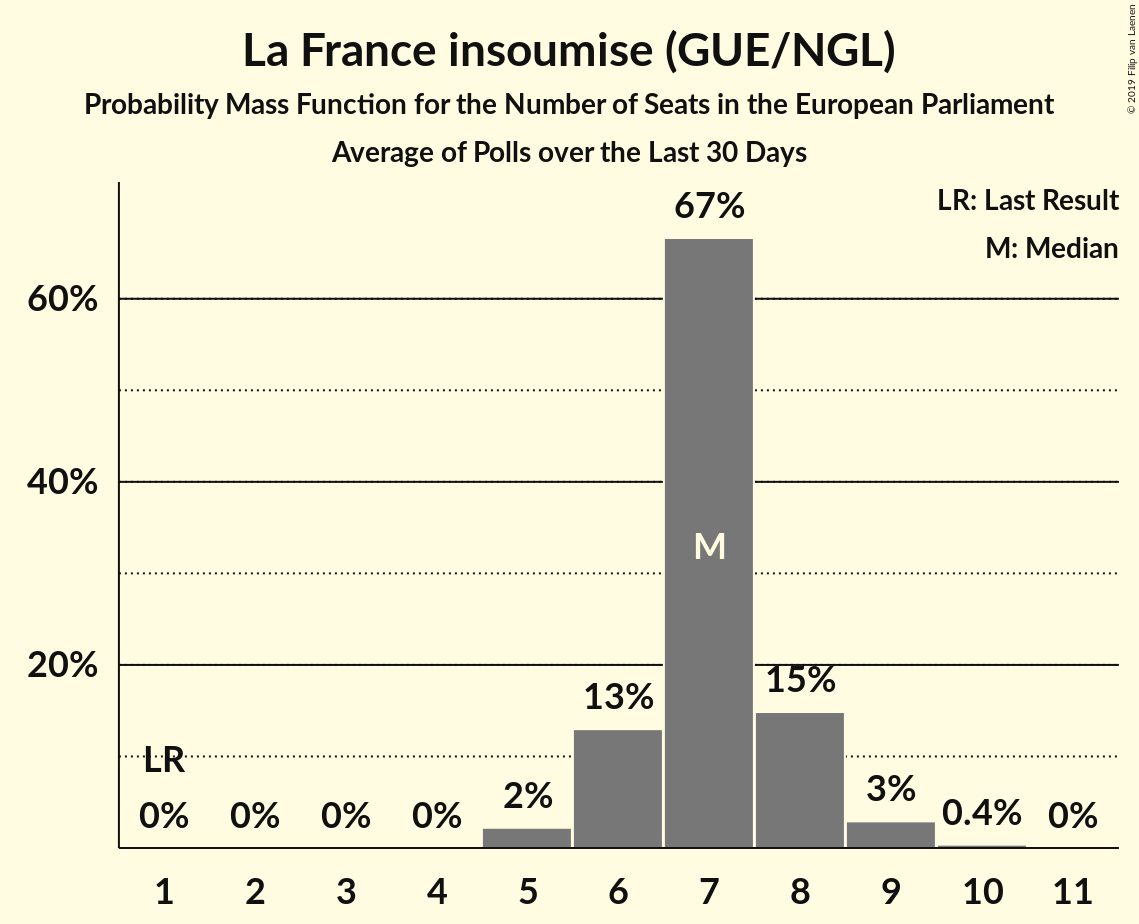 La France insoumise (GUE/NGL)
Probability Mass Function for the Number of Seats in the European Parliament
Average of Polls over the Last 30 Days
© 2019 Filip van Laenen
LR: Last Result
M: Median
67%
60%
40%
M
20%
15%
13%
LR
3%
2%
0% 0% 0% 0% 0.4% 0%
1 2 3 4 5 6 7 8 9 10 11